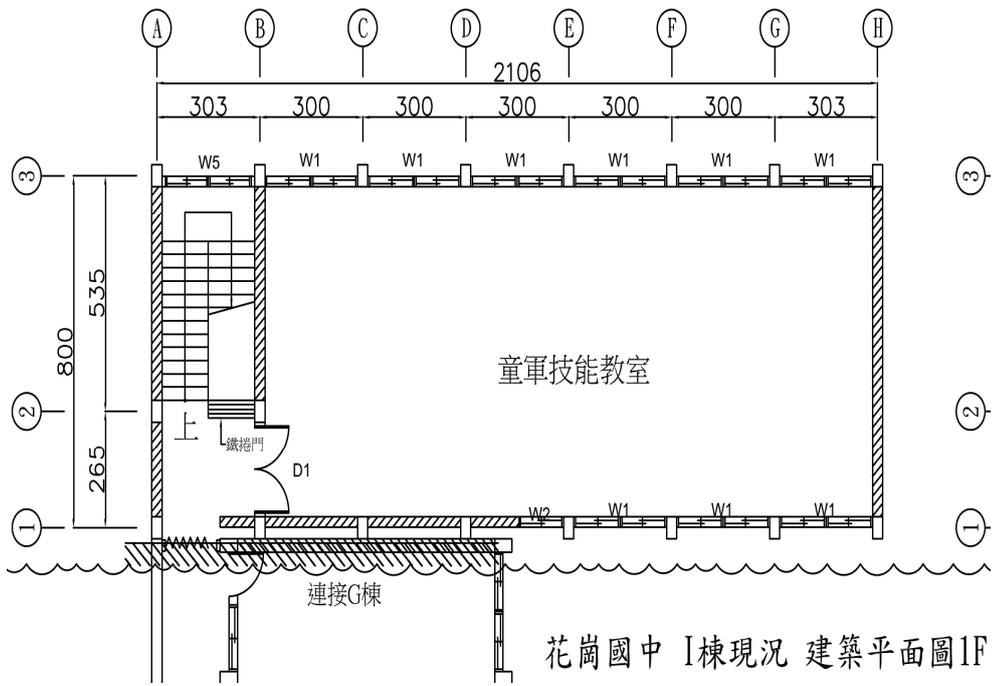 A B C D E F G H
2106
303 300 300 300 300 300 303
W5 W1 W1 W1 W1 W1 W1
3 3
535
800
童軍技能教室
2 2
上
鐵捲門
265
D1
W2 W1 W1 W1
1 1
連接G棟
花崗國中 I棟現況 建築平面圖1F